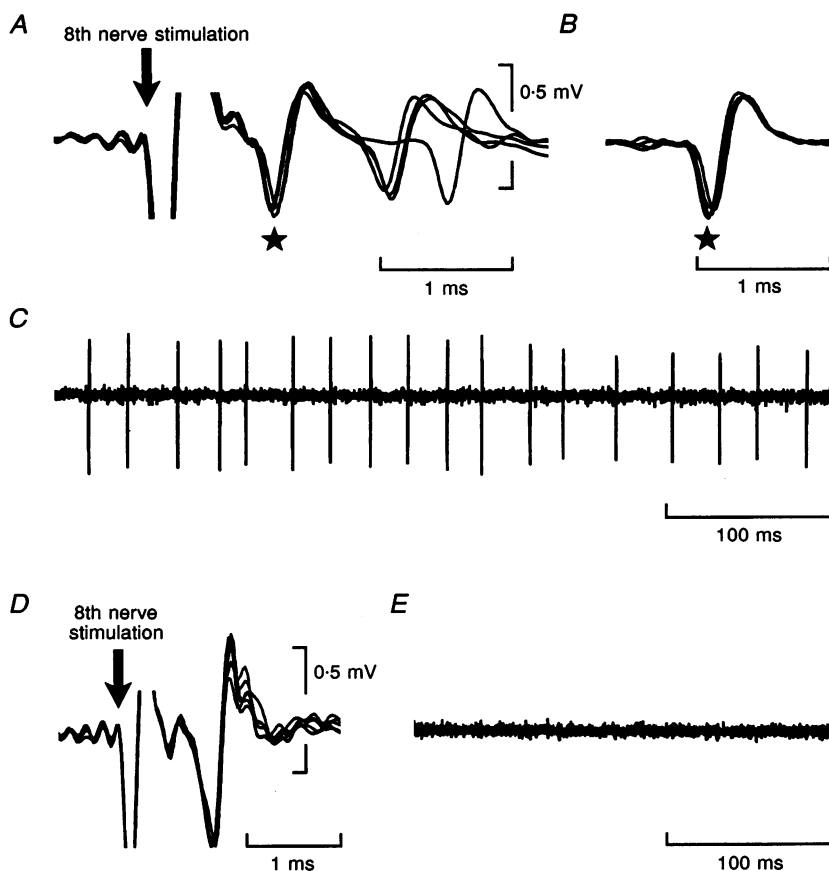 A
8th nerve stimulation
0·5 mV
1 ms
B
1 ms
C
100 ms
D
8th nerve
stimulation
0·5 mV
1 ms
E
100 ms